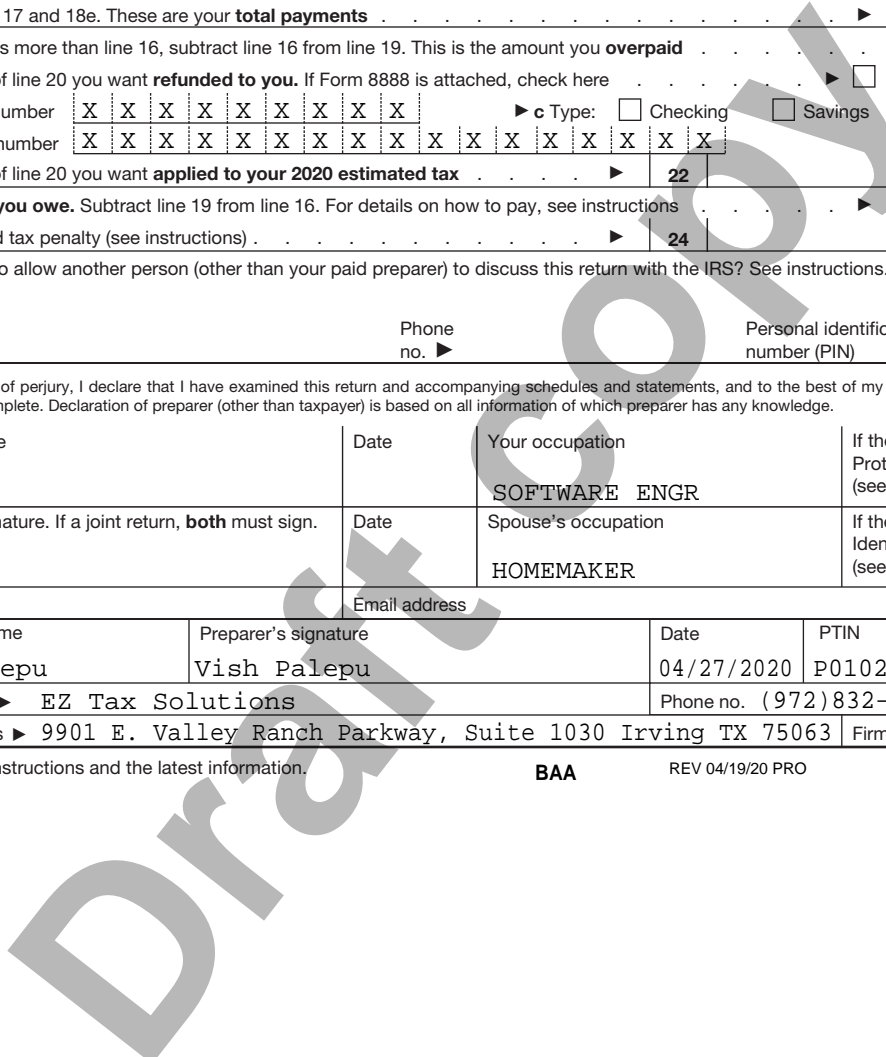 17 and 18e. These are your total payments . . . . . . . . . . . . . . ▶
s more than line 16, subtract line 16 from line 19. This is the amount you overpaid . . . . . .
f line 20 you want refunded to you. If Form 8888 is attached, check here . . . . . . ▶
umber X X X X X X X X X ▶ c Type: Checking Savings
number X X X X X X X X X X X X X X X X X
f line 20 you want applied to your 2020 estimated tax . . . . ▶ 22
you owe. Subtract line 19 from line 16. For details on how to pay, see instructions . . . . . ▶
d tax penalty (see instructions) . . . . . . . . . . . ▶ 24
o allow another person (other than your paid preparer) to discuss this return with the IRS? See instructions.
Phone Personal identific
no. ▶ number (PIN)
of perjury, I declare that I have examined this return and accompanying schedules and statements, and to the best of my
nplete. Declaration of preparer (other than taxpayer) is based on all information of which preparer has any knowledge.
e Date Your occupation If the
Prot
SOFTWARE ENGR (see
ature. If a joint return, both must sign. Date Spouse's occupation If the
Iden
HOMEMAKER (see
Email address
me Preparer's signature Date PTIN
epu Vish Palepu 04/27/2020 P0102
▶ EZ Tax Solutions Phone no. (972)832-
s ▶ 9901 E. Valley Ranch Parkway, Suite 1030 Irving TX 75063 Firm
nstructions and the latest information. BAA REV 04/19/20 PRO
Draft copy